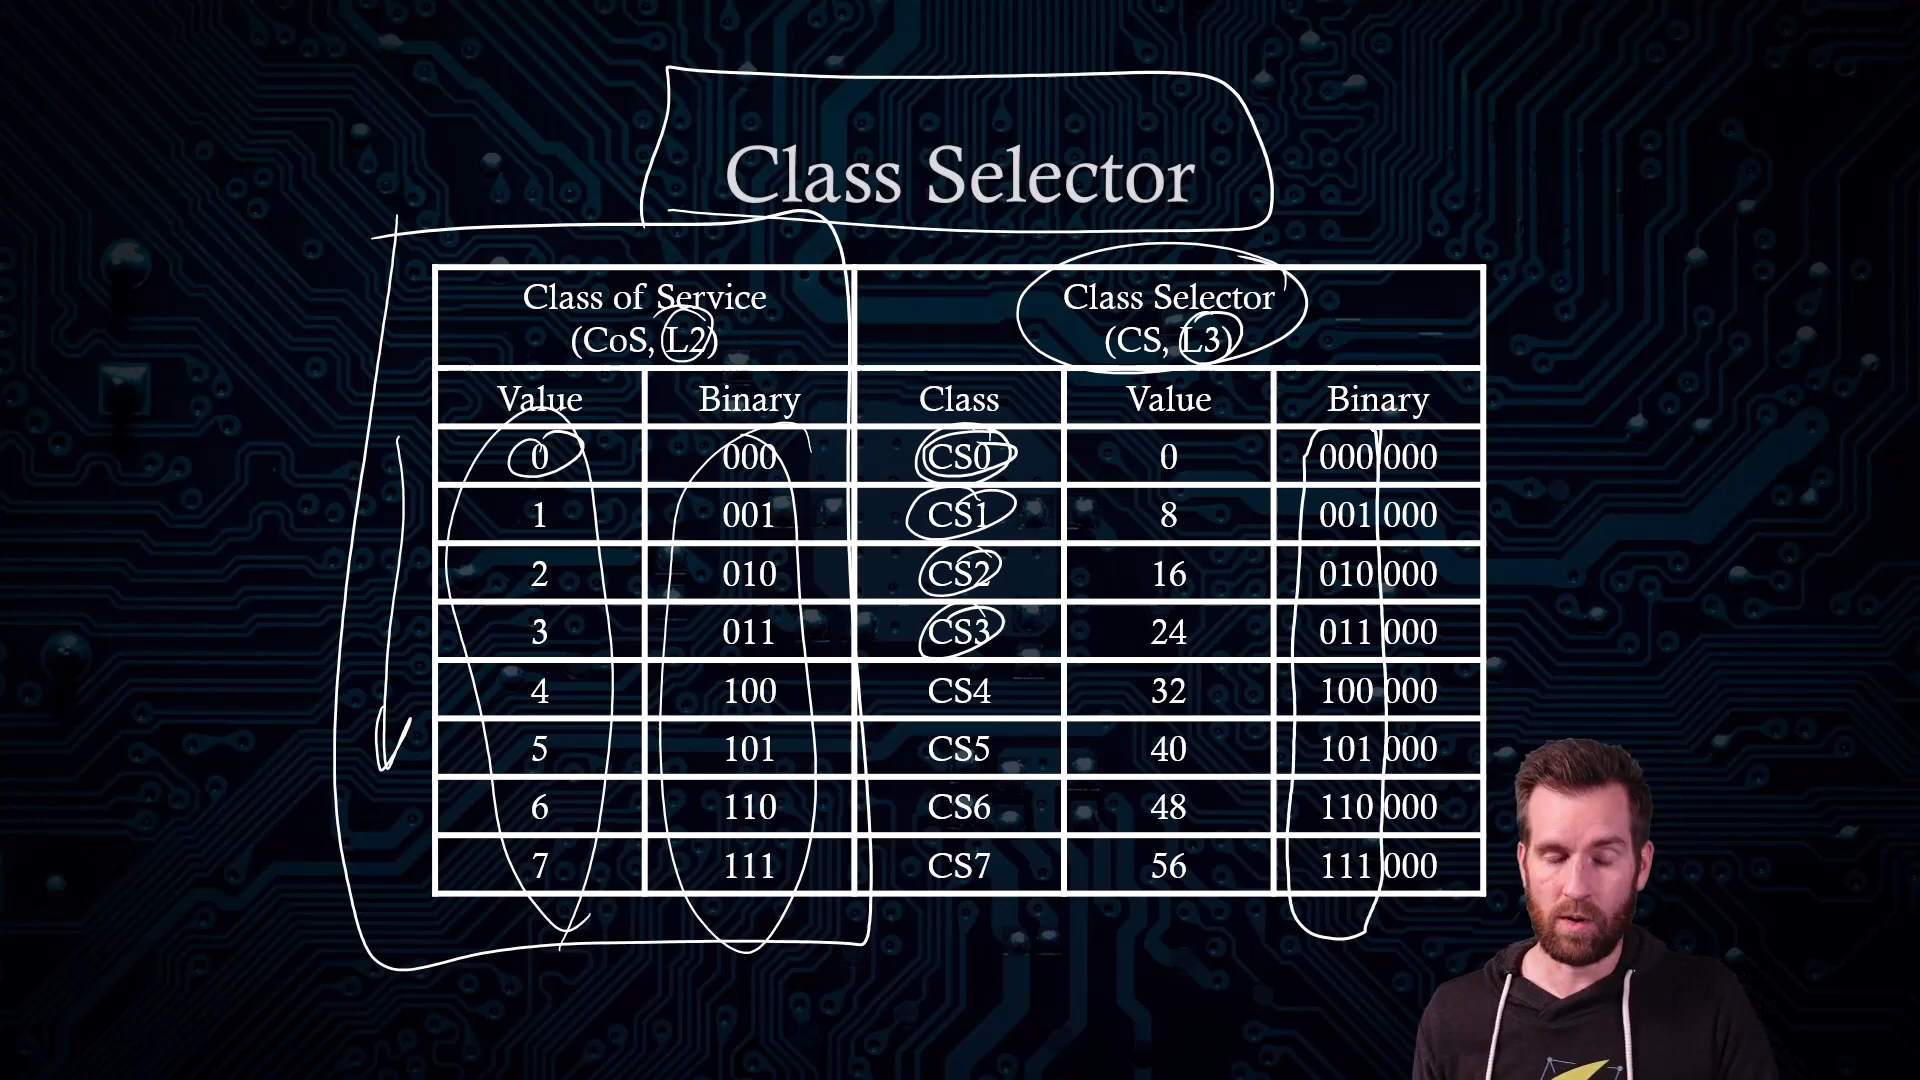 Class Selector
Class of Service Class Selector
(CoS, L2) (CS, L3)
Value Binary Class Value Binary
0 000 CS0 0 000 000
1 001 CS1 8 001 000
2 010 CS2 16 010 000
3 011 CS3 24 011 000
4 100 CS4 32 100 000
5 101 CS5 40 101 000
6 110 CS6 48 110 000
7 111 CS7 56 111 000